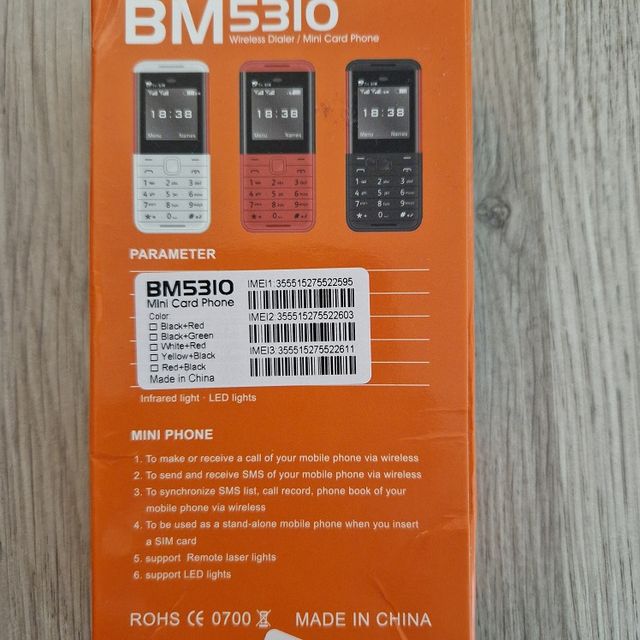 BM5310
Wireless Dialer / Mini Card Phone
18:38
Menu Names
18:38
Menu Names
18:38
Menu Names
PARAMETER
BM5310
Mini Card Phone
Color:
Black+Red
Black+Green
White+Red
Yellow+Black
Red+Black
Made in China
IMEI1:355515275522595
IMEI2:355515275522603
IMEI3:355515275522611
Infrared light · LED lights
MINI PHONE
1. To make or receive a call of your mobile phone via wireless
2. To send and receive SMS of your mobile phone via wireless
3. To synchronize SMS list, call record, phone book of your
mobile phone via wireless
4. To be used as a stand-alone mobile phone when you insert
a SIM card
5. support Remote laser lights
6. support LED lights
ROHS CE 0700 MADE IN CHINA